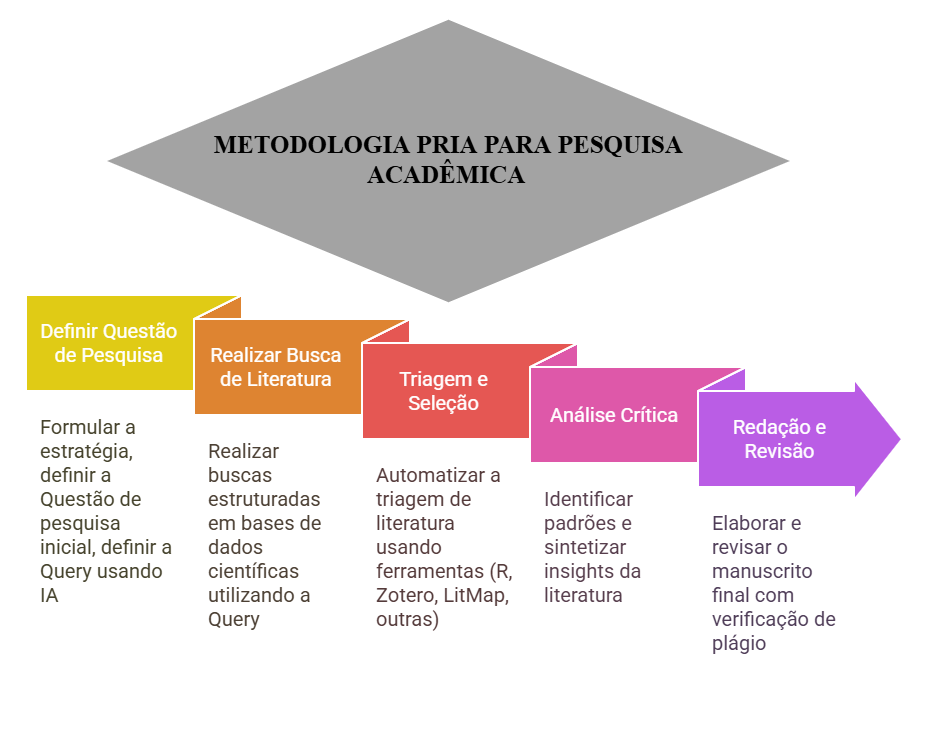 METODOLOGIA PRIA PARA PESQUISA
ACADÊMICA
Definir Questão
de Pesquisa
Formular a
estratégia,
definir a
Questão de
pesquisa
inicial, definir a
Query usando
IA
Realizar Busca
de Literatura
Realizar
buscas
estruturadas
em bases de
dados
científicas
utilizando a
Query
Triagem e
Seleção
Automatizar a
triagem de
literatura
usando
ferramentas (R,
Zotero, LitMap,
outras)
Análise Crítica
Identificar
padrões e
sintetizar
insights da
literatura
Redação e
Revisão
Elaborar e
revisar o
manuscrito
final com
verificação de
plágio